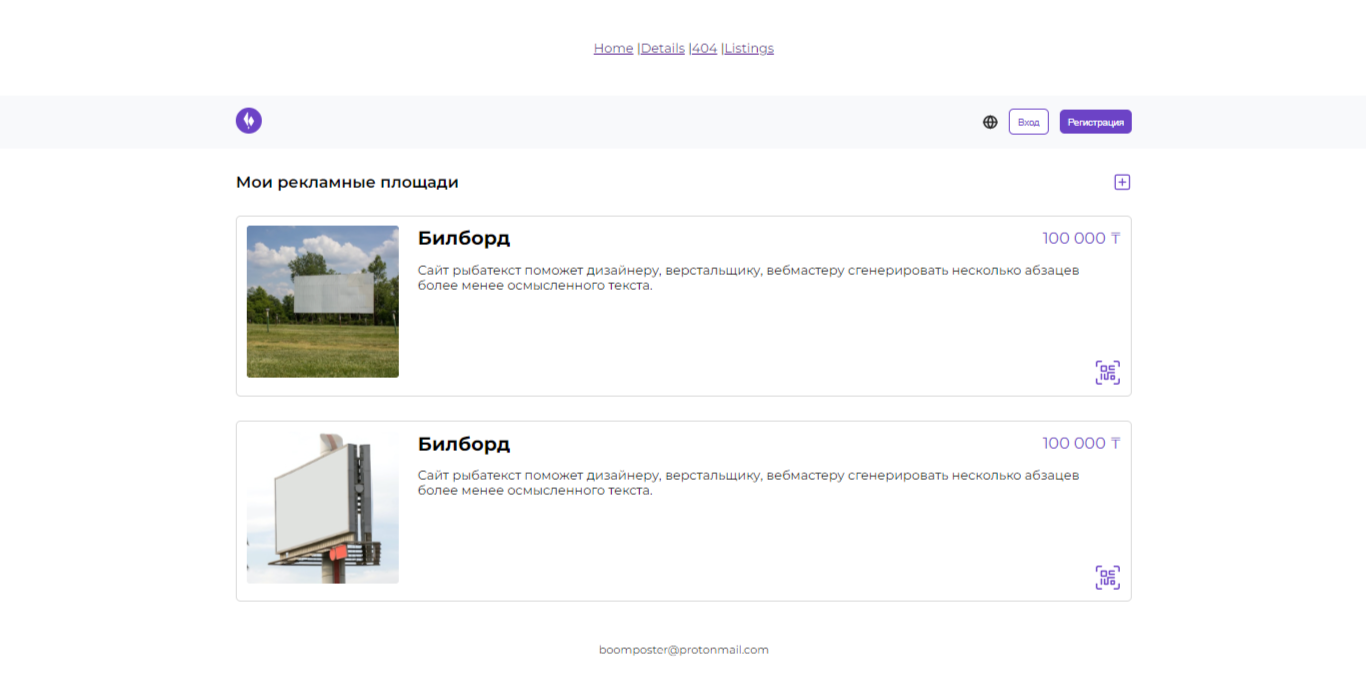 Home |Details |404 |Listings
Вход Регистрация
Мои рекламные площади
Билборд 100 000 ₸
Сайт рыбатекст поможет дизайнеру, верстальщику, вебмастеру сгенерировать несколько абзацев
более менее осмысленного текста.
Билборд 100 000 ₸
Сайт рыбатекст поможет дизайнеру, верстальщику, вебмастеру сгенерировать несколько абзацев
более менее осмысленного текста.
boomposter@protonmail.com